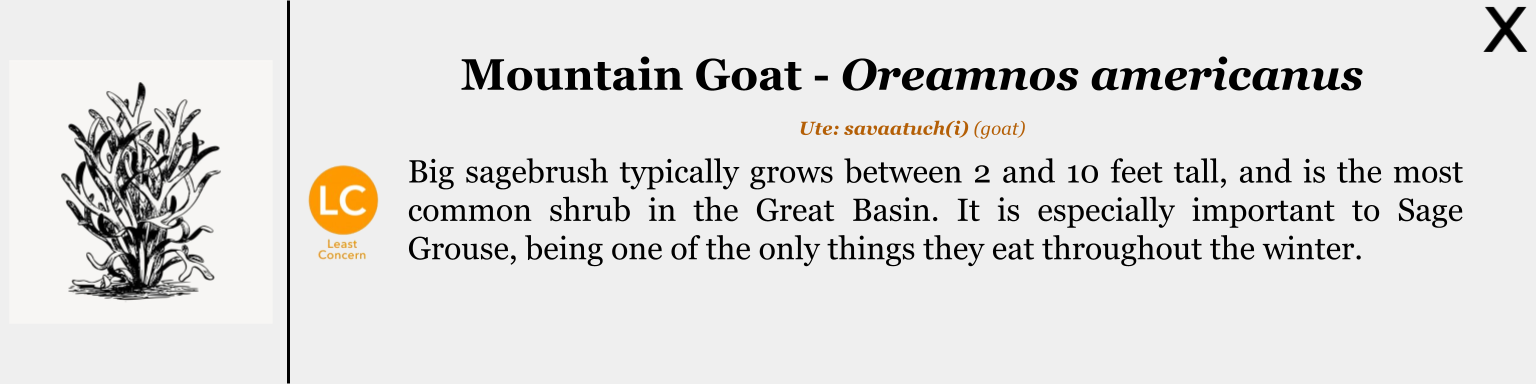 X
Mountain Goat - Oreamnos americanus
Ute: savaatuch(i) (goat)
LC
Least
Concern
Big sagebrush typically grows between 2 and 10 feet tall, and is the most
common shrub in the Great Basin. It is especially important to Sage
Grouse, being one of the only things they eat throughout the winter.